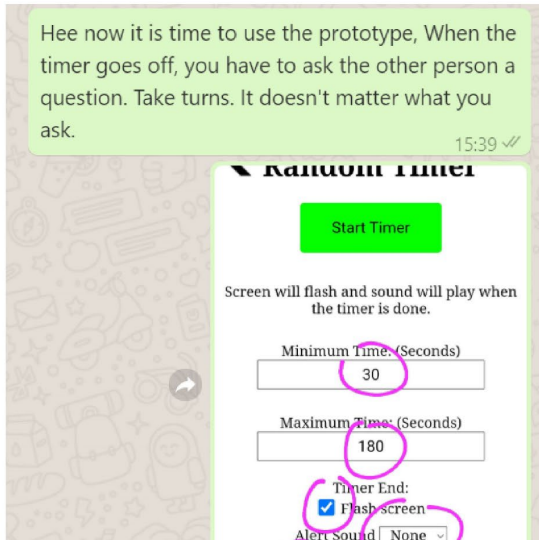 Hee now it is time to use the prototype, When the
timer goes off, you have to ask the other person a
question. Take turns. It doesn't matter what you
ask.
15:39
Random Timer
Start Timer
Screen will flash and sound will play when
the timer is done.
Minimum Time: (Seconds)
30
Maximum Time: (Seconds)
180
Timer End:
Flash screen
Alert Sound None